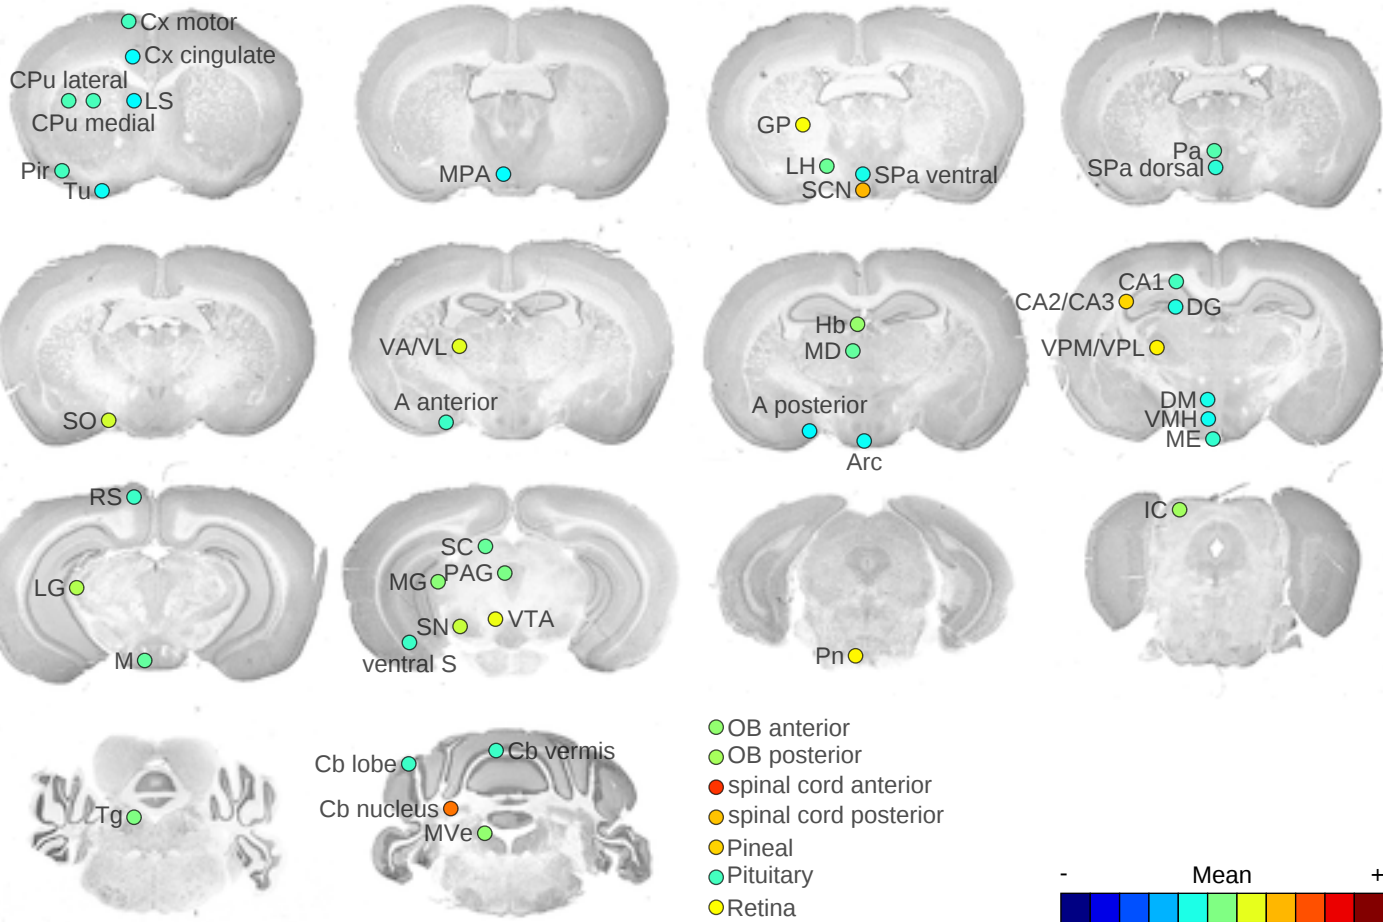 Cx motor
Cx cingulate
CPu lateral
LS
CPu medial
Pir
Tu
MPA
GP
LH
SPa ventral
SCN
Pa
SPa dorsal
SO
VA/VL
A anterior
Hb
MD
A posterior
Arc
CA1
CA2/CA3
DG
VPM/VPL
DM
VMH
ME
RS
LG
M
SC
PAG
MG
VTA
SN
ventral S
Pn
IC
Tg
Cb vermis
Cb lobe
Cb nucleus
MVe
OB anterior
OB posterior
spinal cord anterior
spinal cord posterior
Pineal
Pituitary
Retina
- Mean +